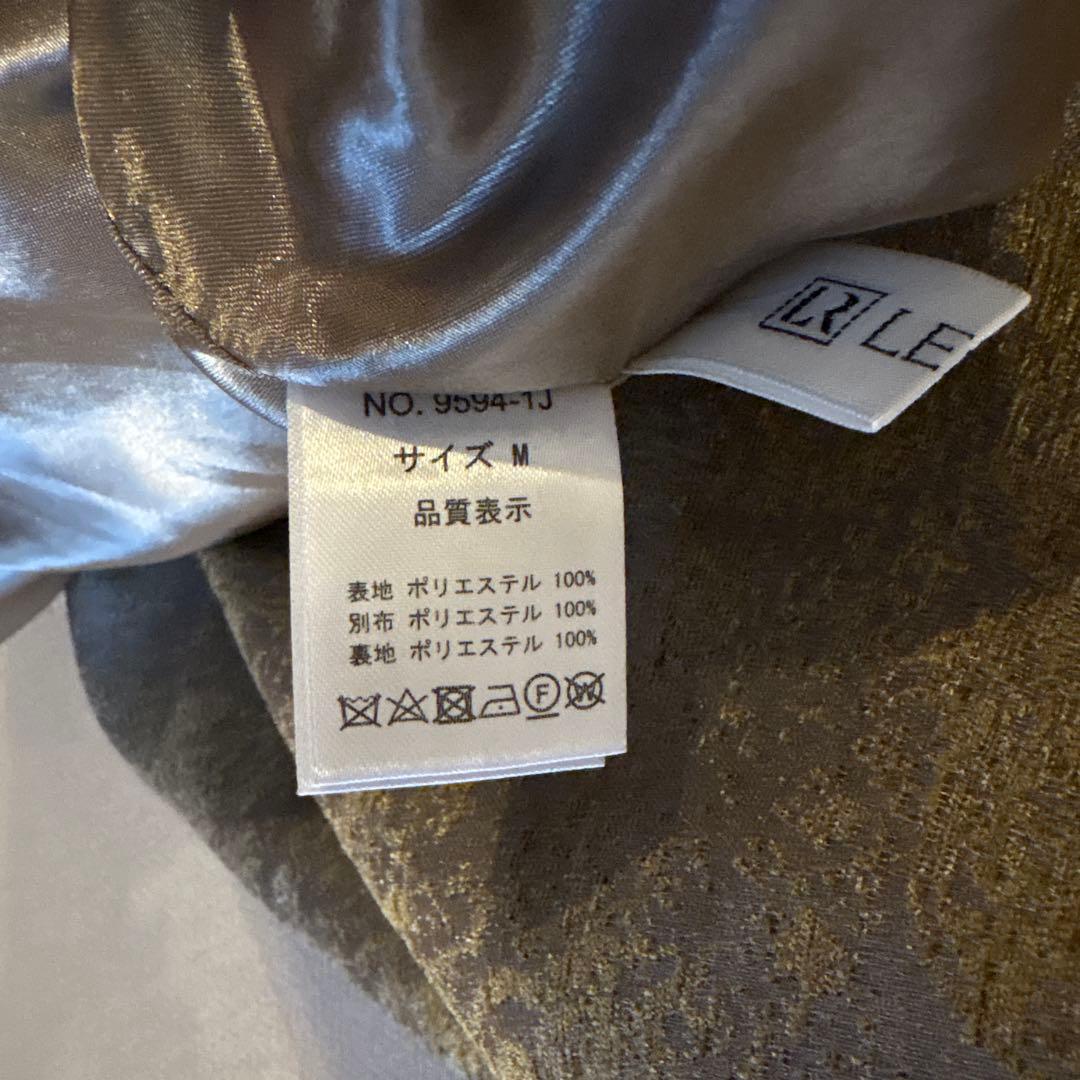 LR LE
NO. 9594-1J
サイズ M
品質表示
表地 ポリエステル 100%
別布 ポリエステル 100%
裏地 ポリエステル 100%
F W